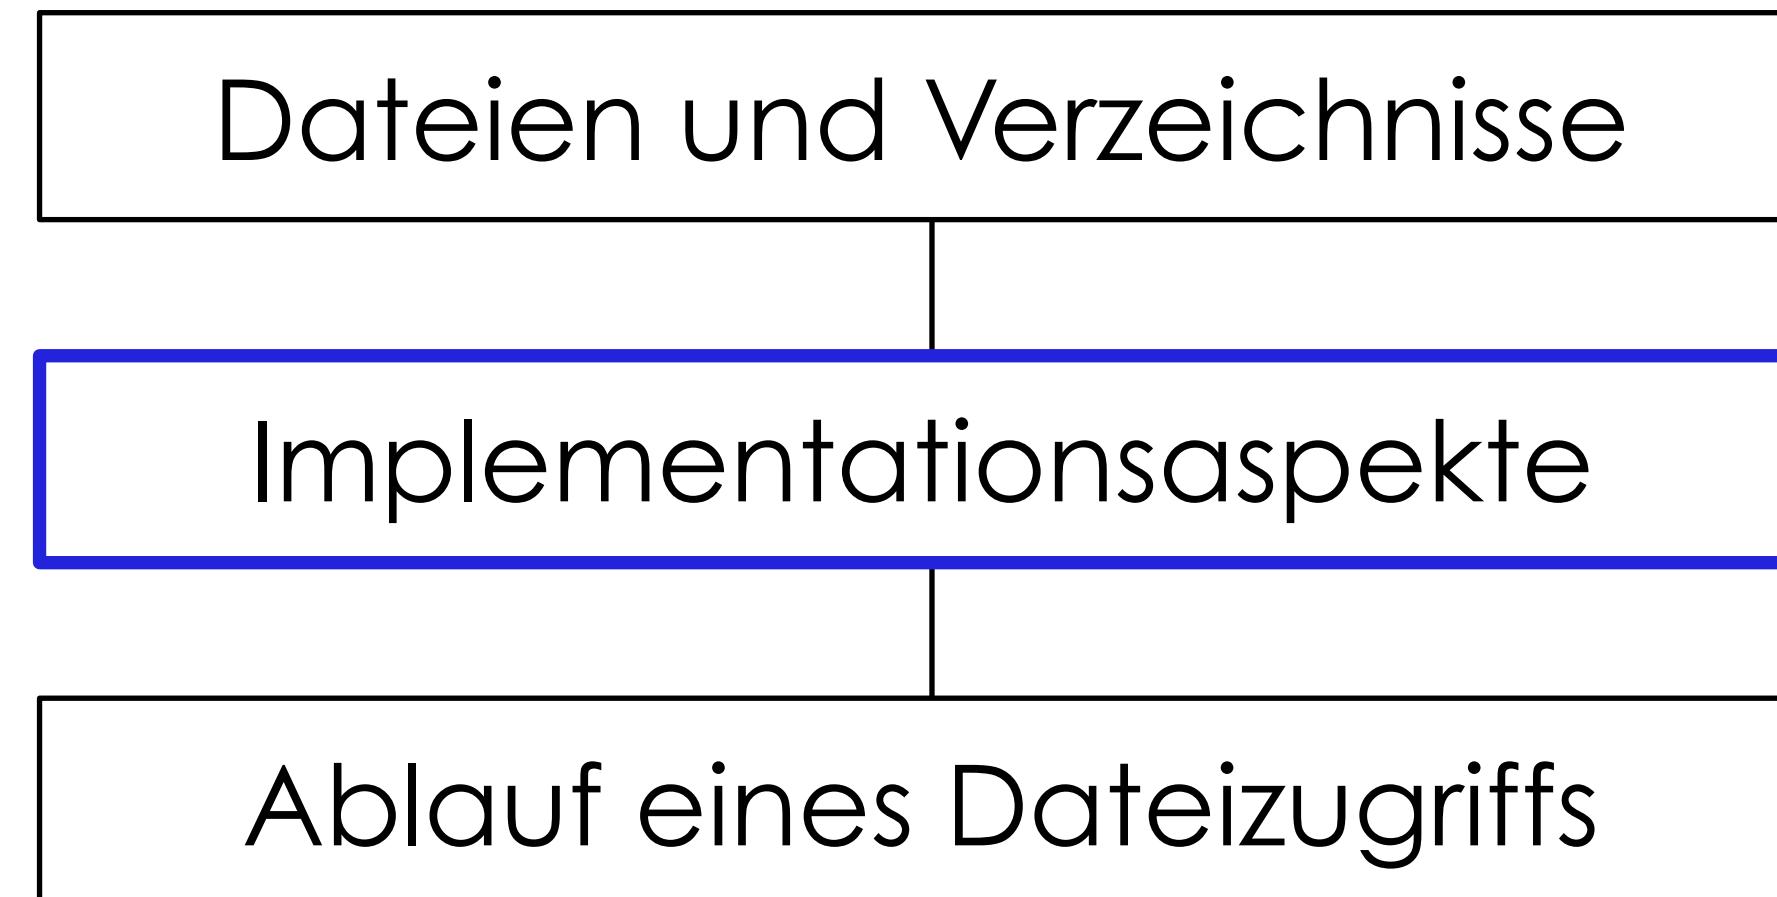 Dateien und Verzeichnisse
Implementationsaspekte
Ablauf eines Dateizugriffs